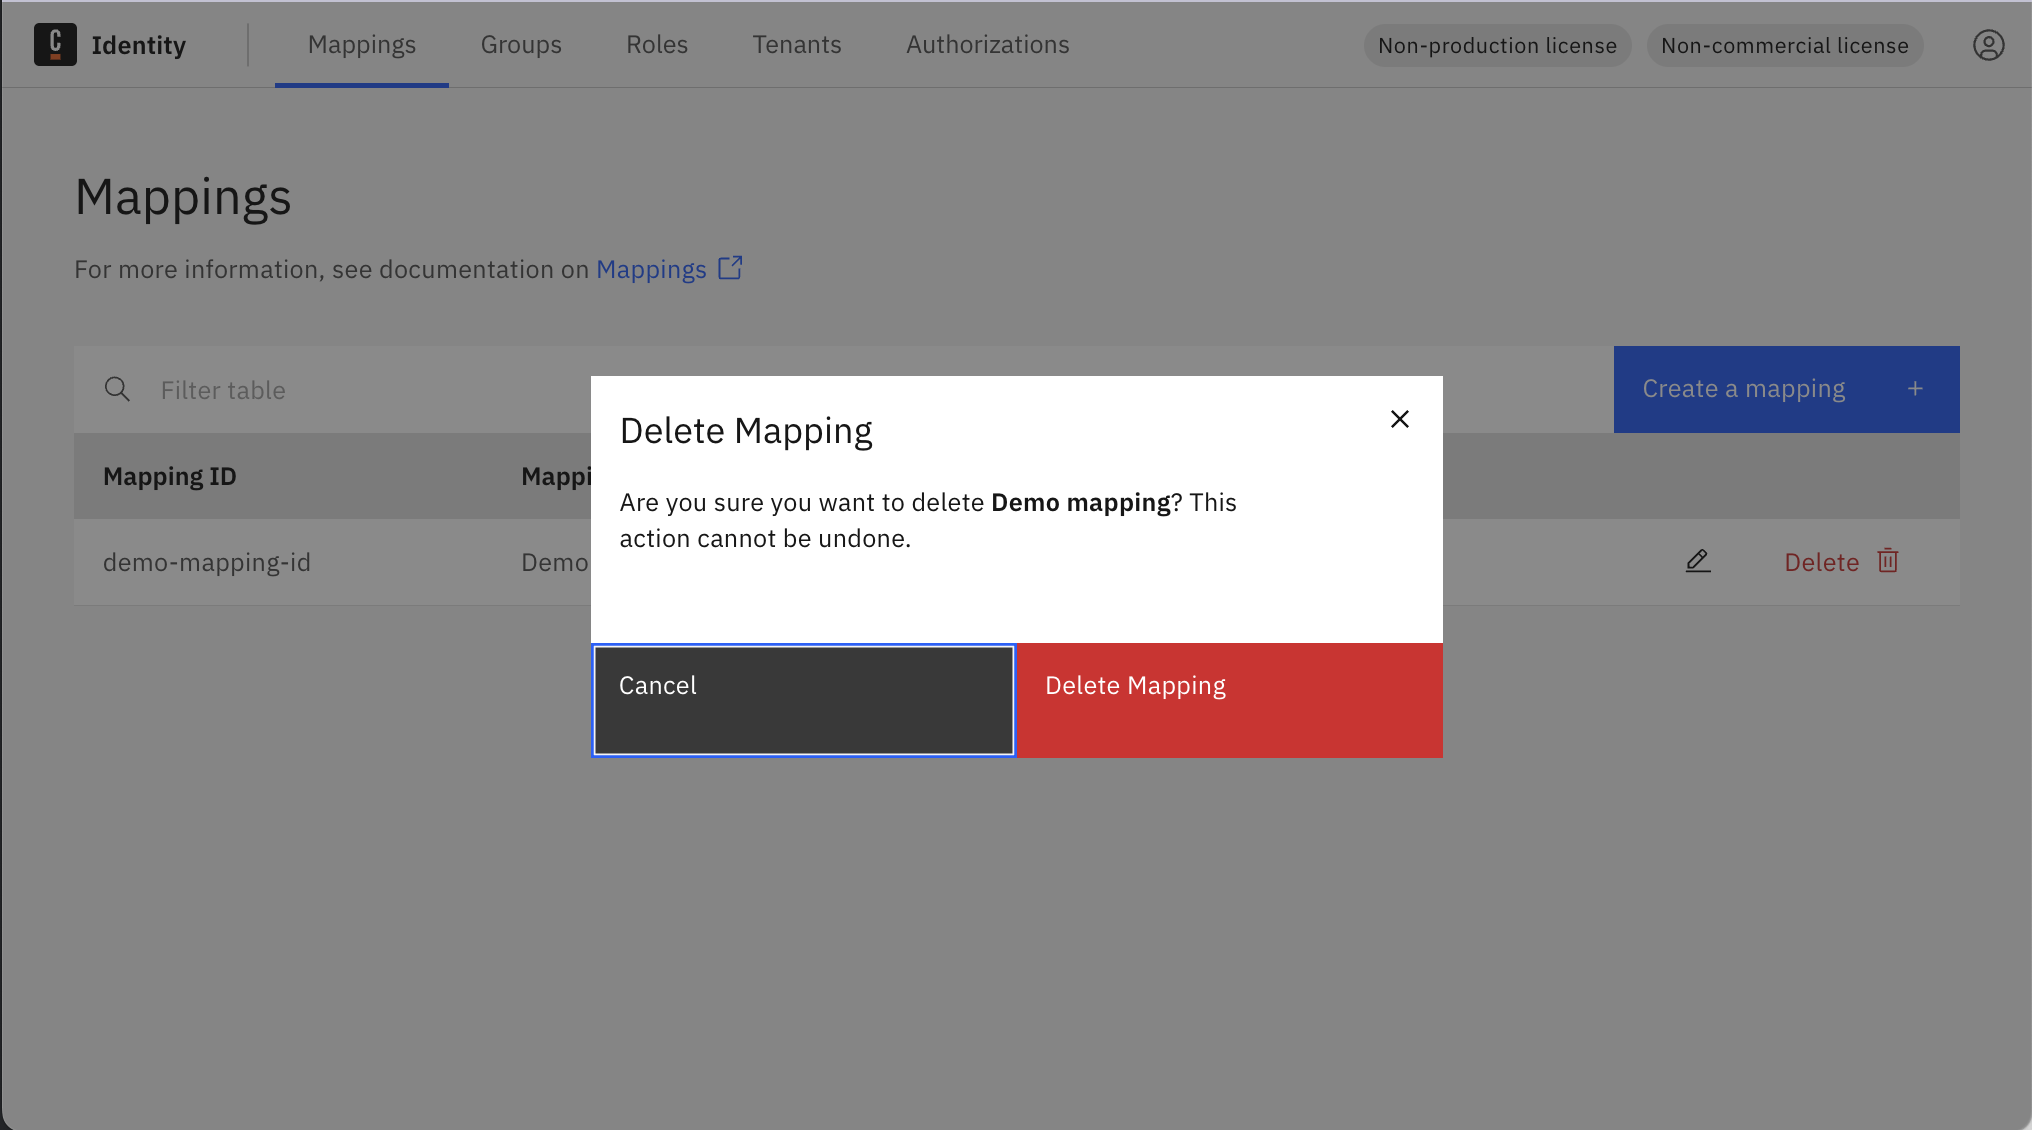 C Identity Mappings Groups Roles Tenants Authorizations Non-production license Non-commercial license
Mappings
For more information, see documentation on Mappings
Filter table
Create a mapping +
Mapping ID Mappi
demo-mapping-id Demo
Delete
Delete Mapping
Are you sure you want to delete Demo mapping? This
action cannot be undone.
Cancel
Delete Mapping